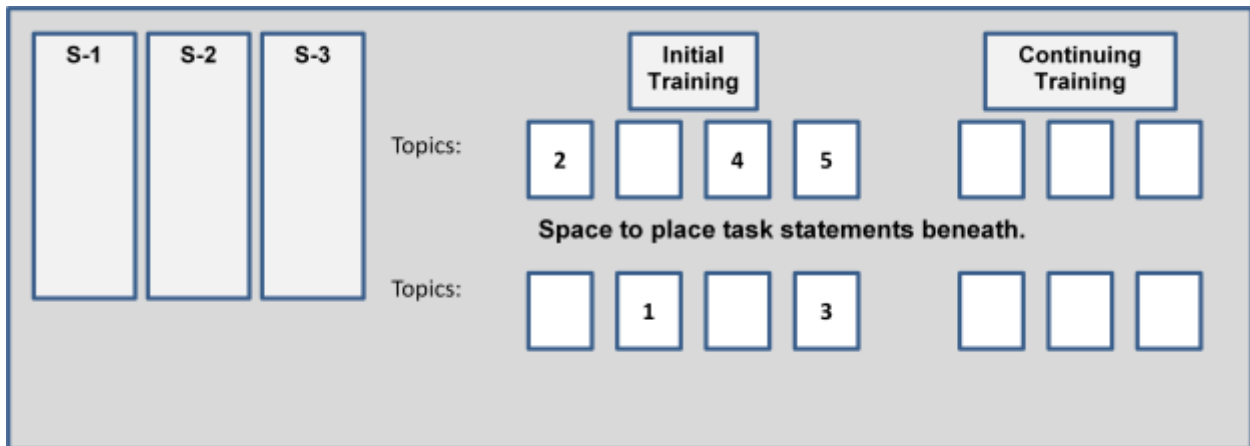 S-1 S-2 S-3
Initial
Training
Continuing
Training
Topics:
2 4 5
Space to place task statements beneath.
Topics:
1 3